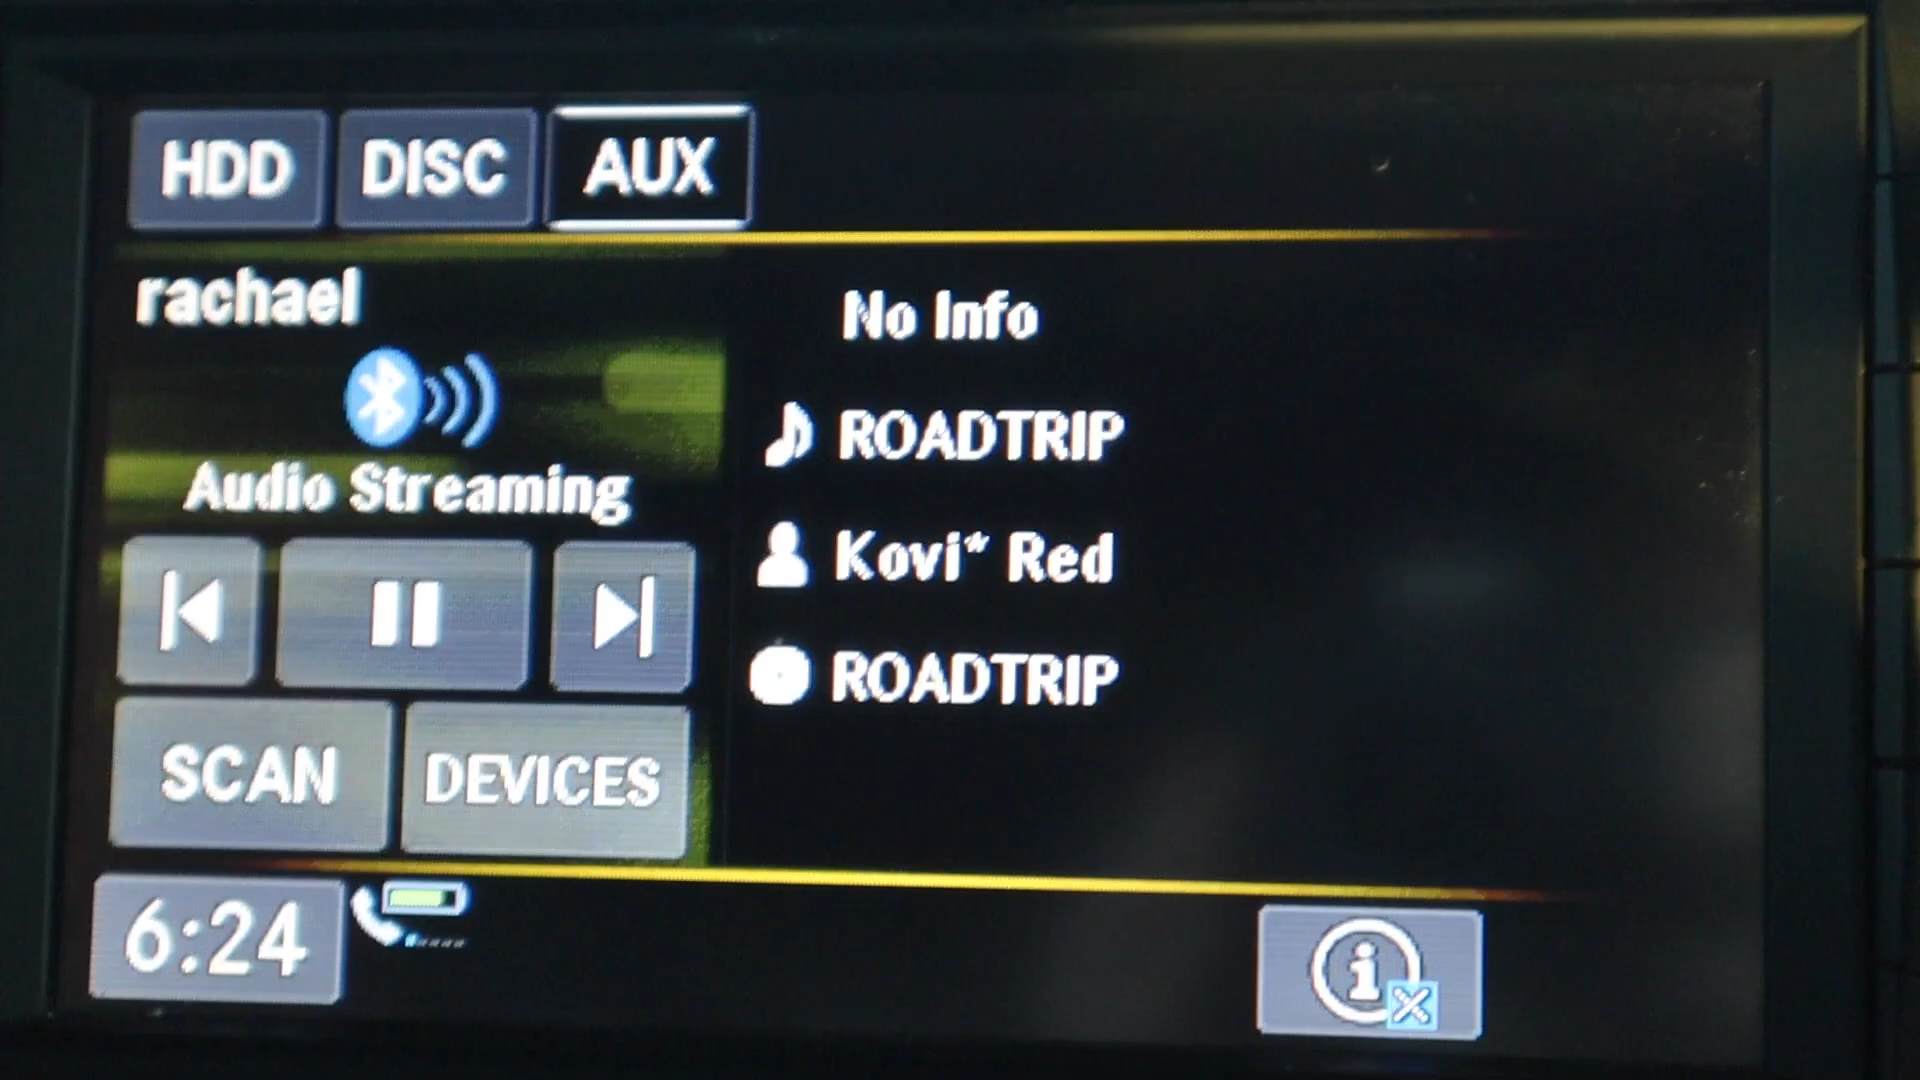 HDD DISC AUX
rachael
Audio Streaming
SCAN DEVICES
No Info
ROADTRIP
Kovi* Red
ROADTRIP
6:24